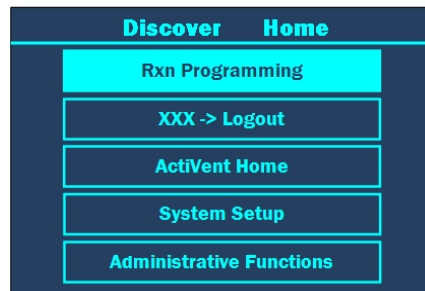 Discover Home
Rxn Programming
XXX -> Logout
ActiVent Home
System Setup
Administrative Functions